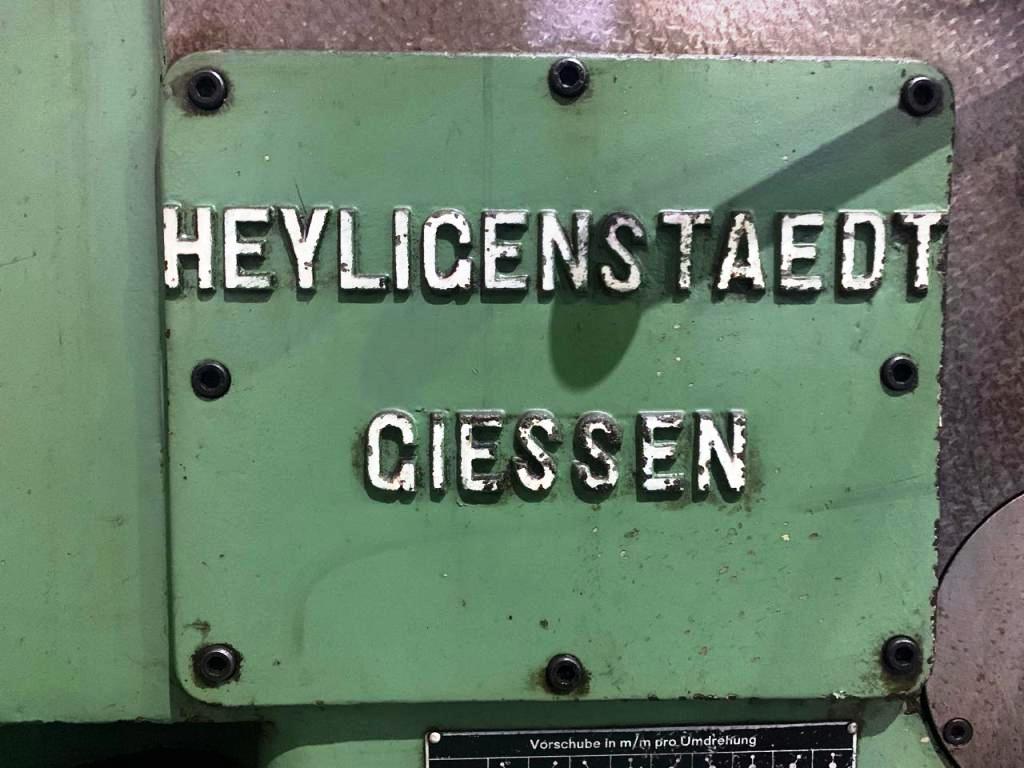 HEYLIGENSTAEDT
GIESSEN
Vorschube in m/m pro Umdrehung